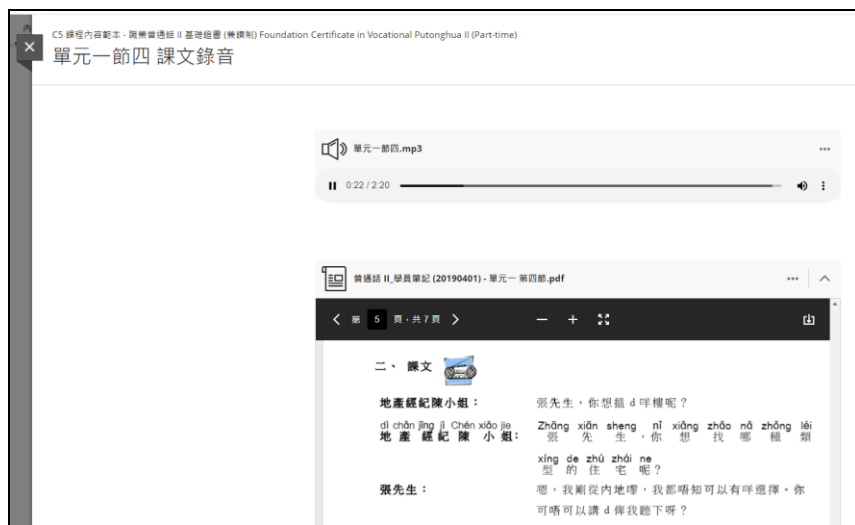 內
C5 課程內容範本 - 職業普通話 II 基礎證書 (兼讀制) Foundation Certificate in Vocational Putonghua II (Part-time)
單元一節四 課文錄音
單元一節四.mp3
0:22 / 2:20
普通話 II_學員筆記 (20190401) - 單元一 第四節.pdf
第 5 頁，共 7 頁
二、 課文
地產經紀陳小姐： 張先生，你想搵 d 咩樓呢？
dì chǎn jīng jì Chén xiǎo jie Zhāng xiān sheng nǐ xiǎng zhǎo nǎ zhǒng lèi
地 產 經 紀 陳 小 姐： 張 先 生，你 想 找 哪 種 類
xíng de zhù zhái ne
型 的 住 宅 呢？
張先生： 嗯，我剛從內地嚟，我都唔知可以有咩選擇。你
可唔可以講 d 俾我聽下呀？